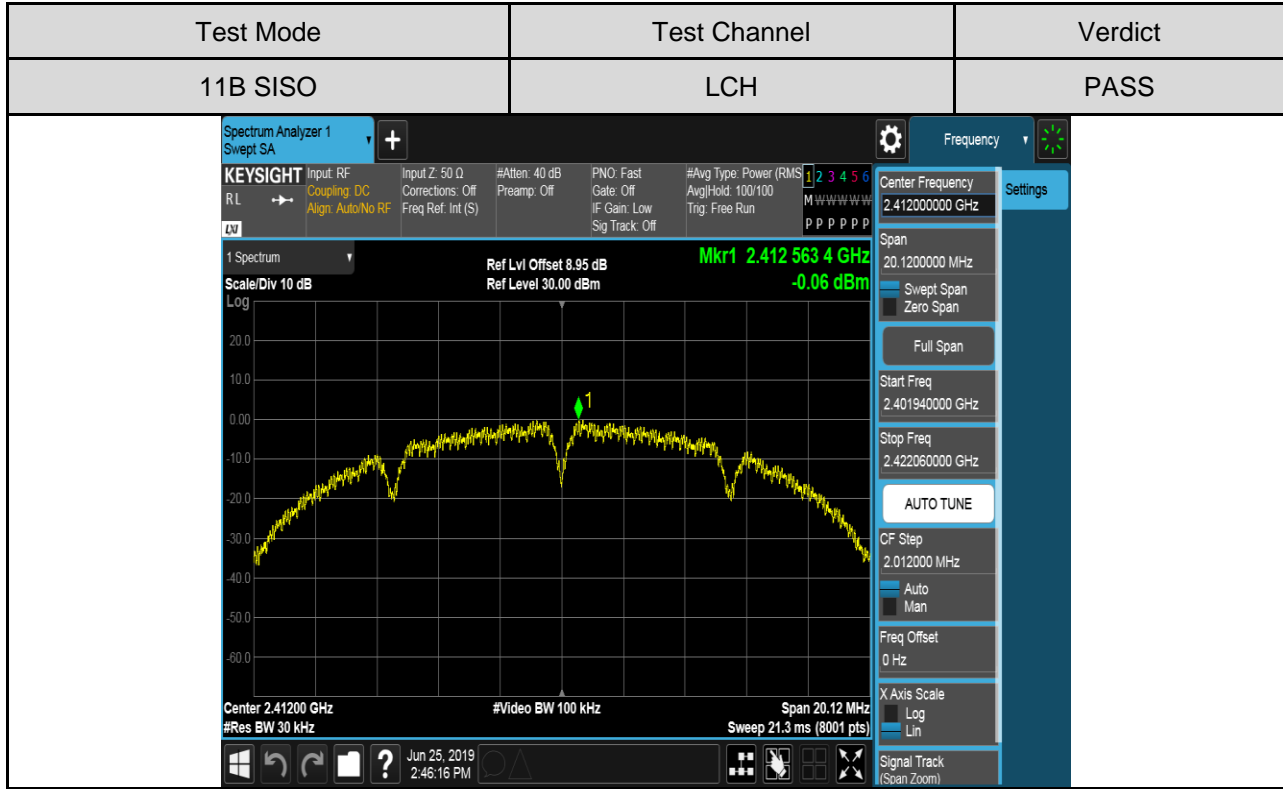 Test Mode Test Channel Verdict
11B SISO LCH PASS
Spectrum Analyzer 1
Swept SA
+
Frequency
KEYSIGHT Input: RF Input Z: 50 Ω #Atten: 40 dB PNO: Fast #Avg Type: Power (RMS 1 2 3 4 5 6
RL Coupling: DC Corrections: Off Preamp: Off Gate: Off Avg|Hold: 100/100 M W W W W W
Align: Auto/No RF Freq Ref: Int (S) IF Gain: Low Trig: Free Run
LXI Sig Track: Off P P P P P P
1 Spectrum Ref Lvl Offset 8.95 dB Mkr1 2.412 563 4 GHz
Scale/Div 10 dB Ref Level 30.00 dBm -0.06 dBm
Log
20.0
10.0
1
0.00
-10.0
-20.0
-30.0
-40.0
-50.0
-60.0
Center 2.41200 GHz #Video BW 100 kHz Span 20.12 MHz
#Res BW 30 kHz Sweep 21.3 ms (8001 pts)
? Jun 25, 2019
2:46:16 PM
Center Frequency
2.412000000 GHz
Settings
Span
20.1200000 MHz
Swept Span
Zero Span
Full Span
Start Freq
2.401940000 GHz
Stop Freq
2.422060000 GHz
AUTO TUNE
CF Step
2.012000 MHz
Auto
Man
Freq Offset
0 Hz
X Axis Scale
Log
Lin
Signal Track
(Span Zoom)